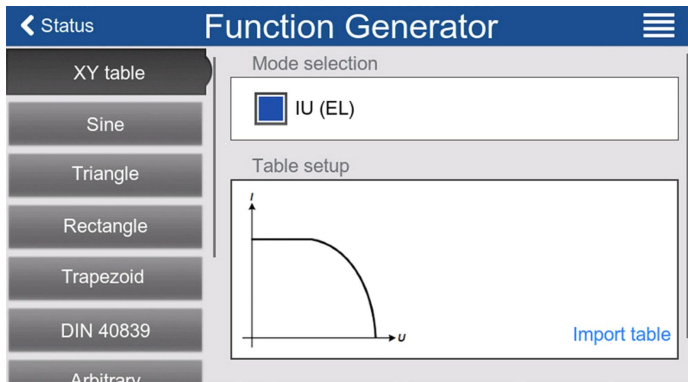 Status
Function Generator
XY table
Sine
Triangle
Rectangle
Trapezoid
DIN 40839
Arbitrary
Mode selection
IU (EL)
Table setup
I
U
Import table